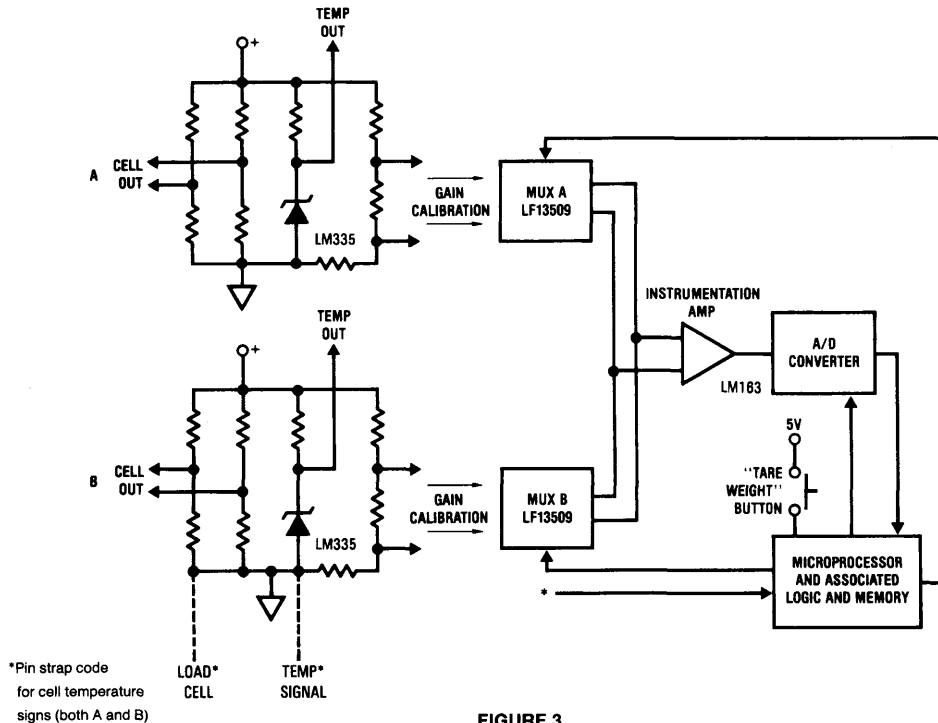 TEMP
OUT
+
A
CELL
OUT
LM335
GAIN
CALIBRATION
MUX A
LF13509
INSTRUMENTATION
AMP
LM163
A/D
CONVERTER
TEMP
OUT
+
B
CELL
OUT
LM335
GAIN
CALIBRATION
MUX B
LF13509
5V
"TARE
WEIGHT"
BUTTON
MICROPROCESSOR
AND ASSOCIATED
LOGIC AND MEMORY
*
LOAD*
CELL
TEMP*
SIGNAL
*Pin strap code
for cell temperature
signs (both A and B)
FIGURE 3